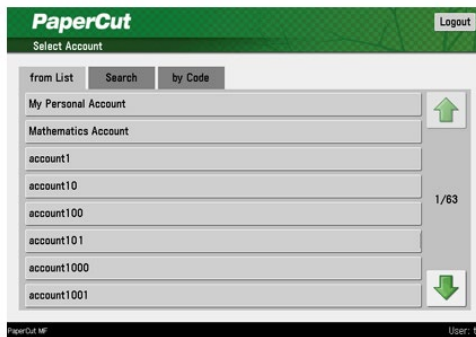 PaperCut
Logout
Select Account
from List Search by Code
My Personal Account
Mathematics Account
account1
account10
account100
account101
account1000
account1001
1/63
PaperCut MF
User: t